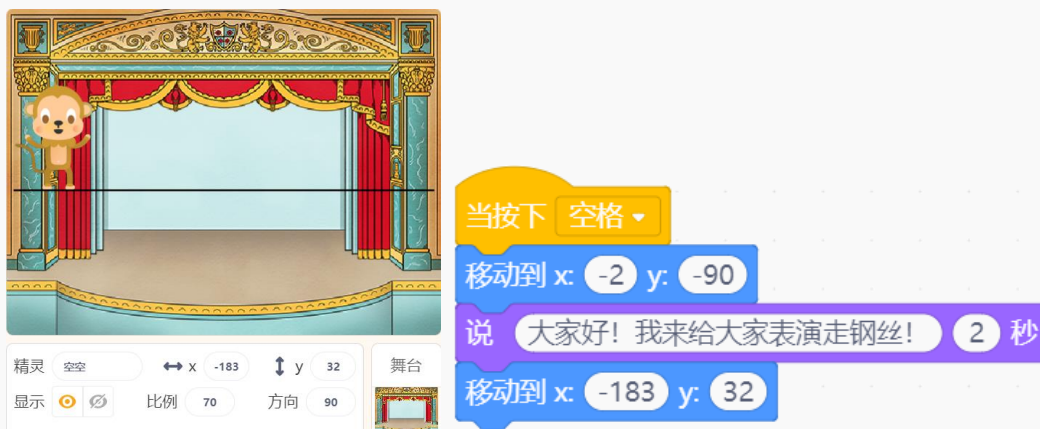 当按下 空格
移动到 x: -2 y: -90
说 大家好！我来给大家表演走钢丝！ 2 秒
移动到 x: -183 y: 32
精灵 空空 x -183 y 32 舞台
显示 比例 70 方向 90